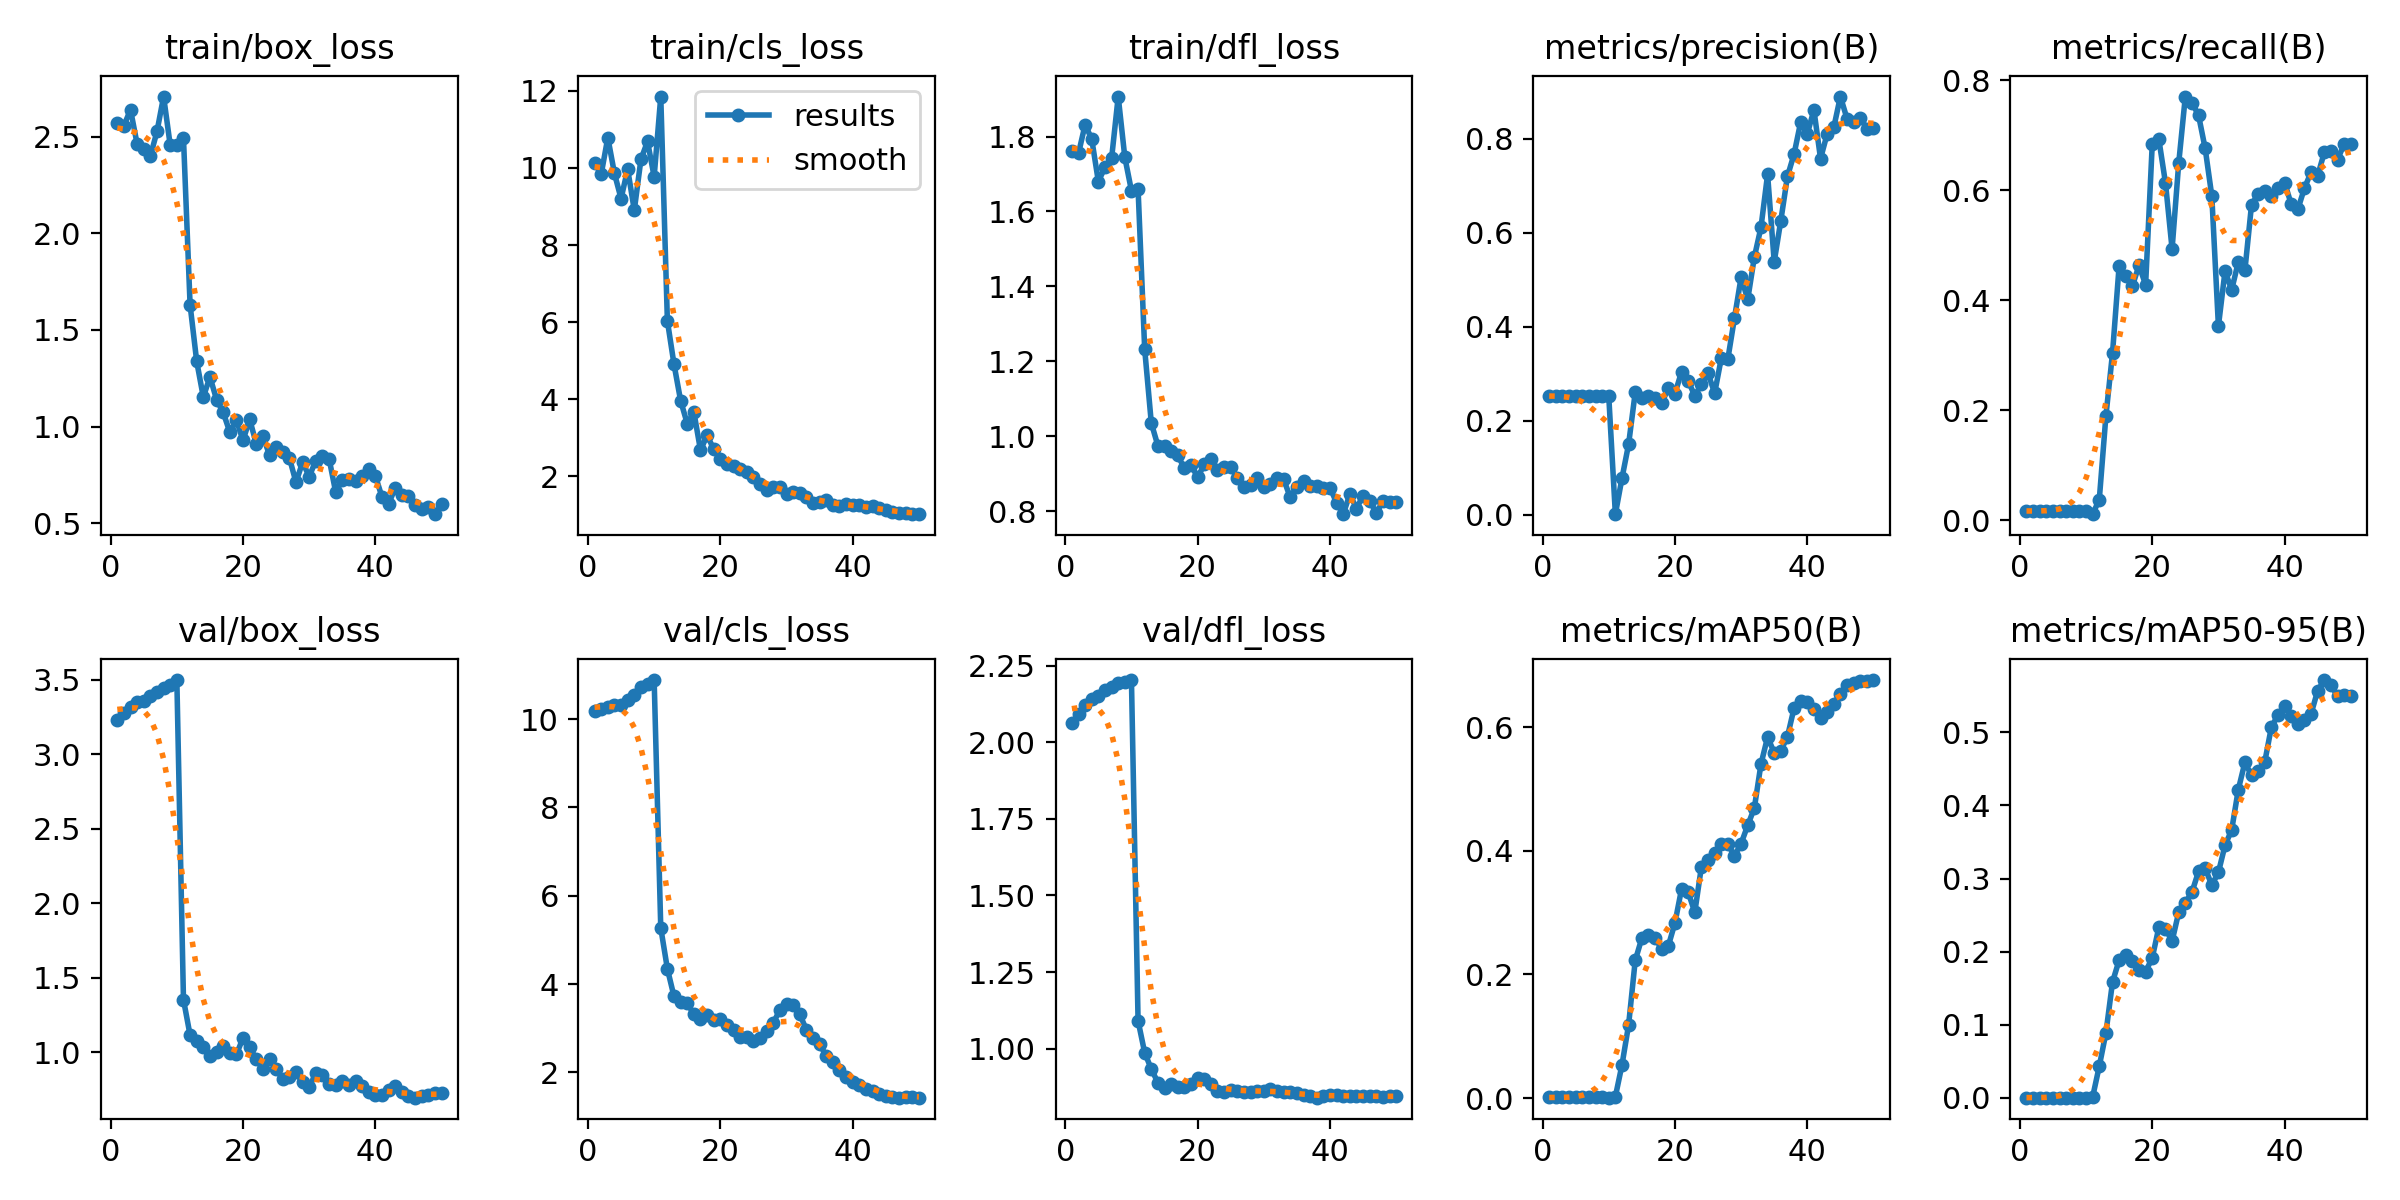 train/box_loss
2.5
2.0
1.5
1.0
0.5
0 20 40
train/cls_loss
results
smooth
12
10
8
6
4
2
0 20 40
train/dfl_loss
1.8
1.6
1.4
1.2
1.0
0.8
0 20 40
metrics/precision(B)
0.8
0.6
0.4
0.2
0.0
0 20 40
metrics/recall(B)
0.8
0.6
0.4
0.2
0.0
0 20 40
val/box_loss
3.5
3.0
2.5
2.0
1.5
1.0
0 20 40
val/cls_loss
10
8
6
4
2
0 20 40
val/dfl_loss
2.25
2.00
1.75
1.50
1.25
1.00
0 20 40
metrics/mAP50(B)
0.6
0.4
0.2
0.0
0 20 40
metrics/mAP50-95(B)
0.5
0.4
0.3
0.2
0.1
0.0
0 20 40